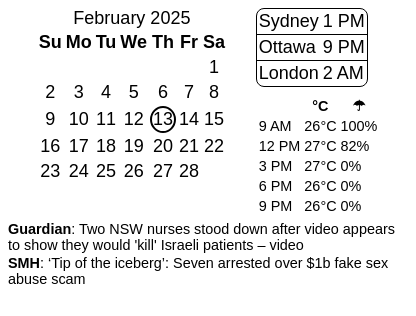 February 2025
Su Mo Tu We Th Fr Sa
1
2 3 4 5 6 7 8
9 10 11 12 13 14 15
16 17 18 19 20 21 22
23 24 25 26 27 28
Sydney 1 PM
Ottawa 9 PM
London 2 AM
°C ☂
9 AM 26°C 100%
12 PM 27°C 82%
3 PM 27°C 0%
6 PM 26°C 0%
9 PM 26°C 0%
Guardian: Two NSW nurses stood down after video appears
to show they would 'kill' Israeli patients – video
SMH: ‘Tip of the iceberg’: Seven arrested over $1b fake sex
abuse scam